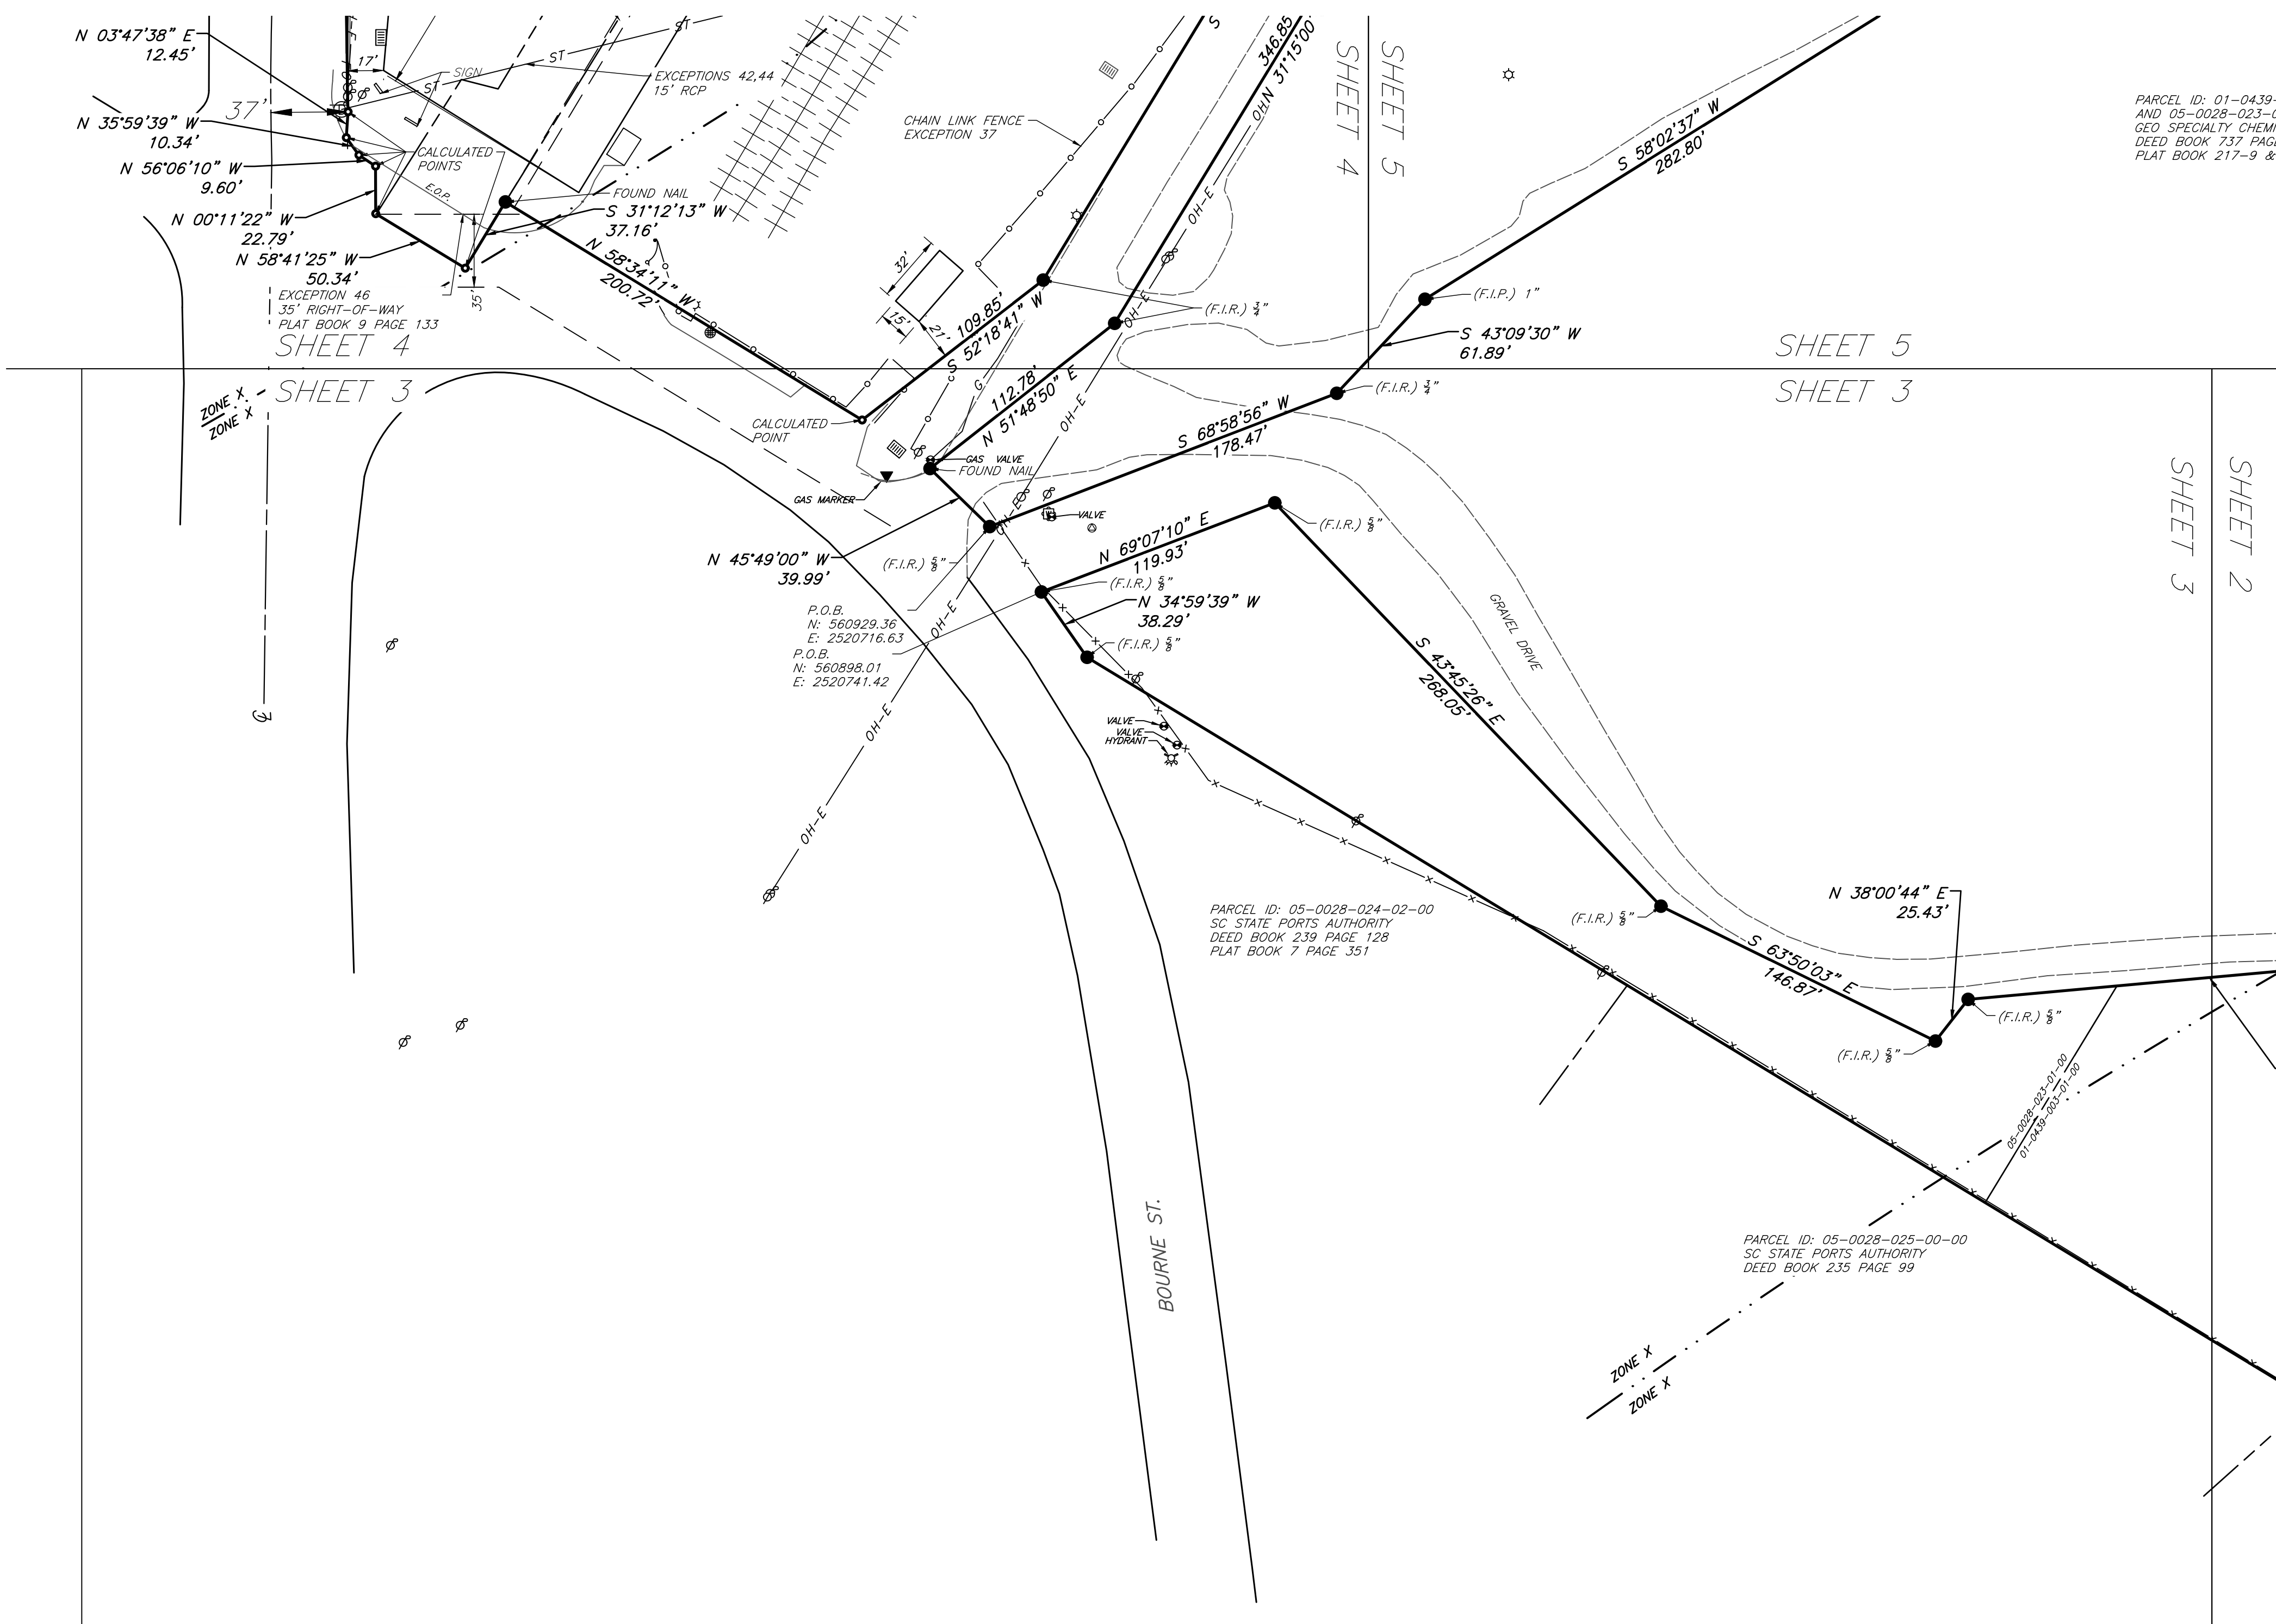 N 03°47'38" E
12.45'
17'
SIGN
ST
ST
ST
EXCEPTIONS 42,44
15' RCP
37'
N 35°59'39" W
10.34'
CALCULATED
POINTS
N 56°06'10" W
9.60'
E.O.P.
FOUND NAIL
N 00°11'22" W
22.79'
S 31°12'13" W
37.16'
N 58°41'25" W
50.34'
35'
EXCEPTION 46
35' RIGHT-OF-WAY
PLAT BOOK 9 PAGE 133
N 58°34'11" W
200.72'
CHAIN LINK FENCE
EXCEPTION 37
32'
15'
21'
109.85'
S 52°18'41" W
S
346.85
N 31°15'00
OH
OH-E
OH-E
(F.I.R.) 3/4"
SHEET 4
SHEET 5
S 58°02'37" W
282.80'
PARCEL ID: 01-0439-
AND 05-0028-023-0
GEO SPECIALTY CHEMI
DEED BOOK 737 PAGE
PLAT BOOK 217-9 &
(F.I.P.) 1"
S 43°09'30" W
61.89'
SHEET 4
SHEET 3
SHEET 5
SHEET 3
ZONE X
ZONE X
(F.I.R.) 3/4"
112.78'
N 51°48'50" E
G
OH-E
S 68°58'56" W
178.47'
CALCULATED
POINT
GAS VALVE
FOUND NAIL
GAS MARKER
OH-E
VALVE
N 45°49'00" W
39.99'
(F.I.R.) 5/8"
N 69°07'10" E
119.93'
(F.I.R.) 5/8"
(F.I.R.) 5/8"
N 34°59'39" W
38.29'
(F.I.R.) 5/8"
P.O.B.
N: 560929.36
E: 2520716.63
P.O.B.
N: 560898.01
E: 2520741.42
OH-E
OH-E
OH-E
VALVE
VALVE
HYDRANT
GRAVEL DRIVE
S 43°45'26" E
268.05'
SHEET 3
SHEET 2
PARCEL ID: 05-0028-024-02-00
SC STATE PORTS AUTHORITY
DEED BOOK 239 PAGE 128
PLAT BOOK 7 PAGE 351
(F.I.R.) 5/8"
N 38°00'44" E
25.43'
S 63°50'03" E
146.87'
(F.I.R.) 5/8"
(F.I.R.) 5/8"
05-0028-023-01-00
01-0439-003-01-00
BOURNE ST.
PARCEL ID: 05-0028-025-00-00
SC STATE PORTS AUTHORITY
DEED BOOK 235 PAGE 99
ZONE X
ZONE X